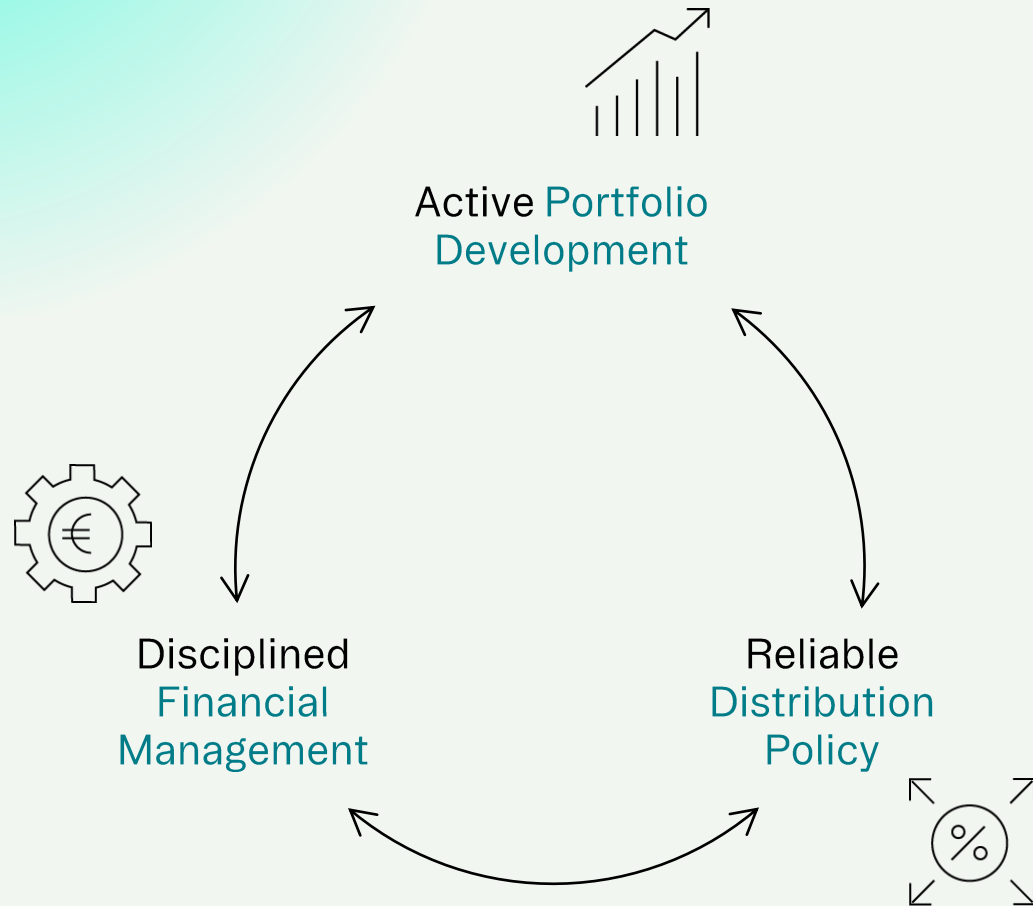 Active Portfolio
Development
€
Disciplined
Financial
Management
Reliable
Distribution
Policy
%